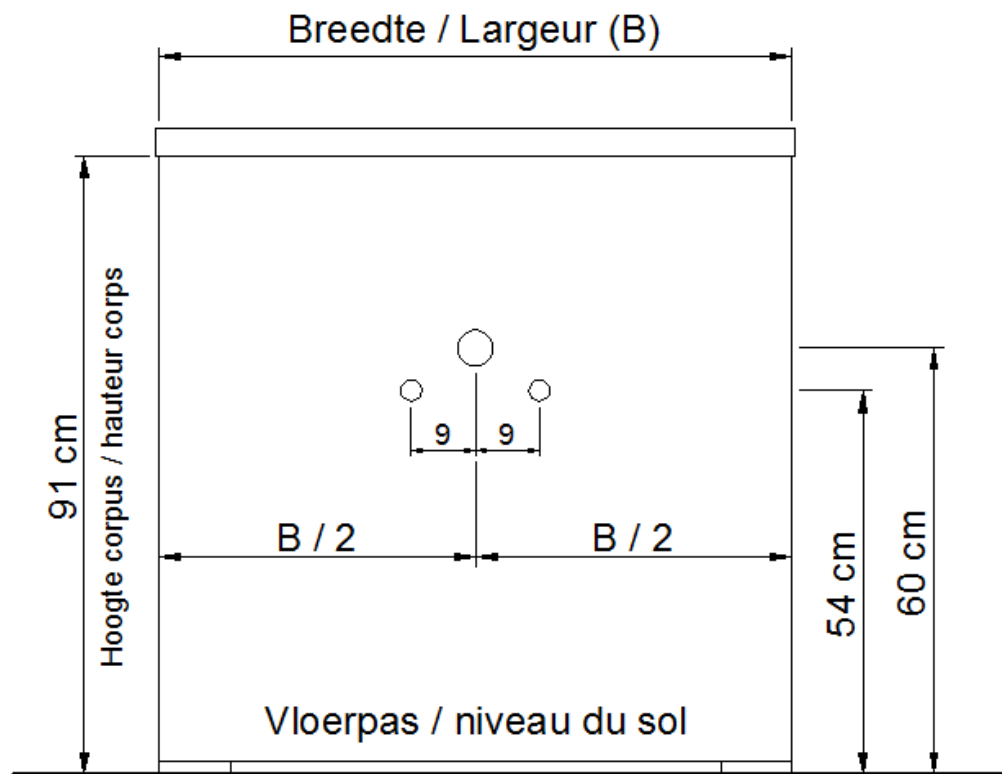 Breedte / Largeur (B)
91 cm
Hoogte corpus / hauteur corps
9
9
B / 2
B / 2
54 cm
60 cm
Vloerpas / niveau du sol